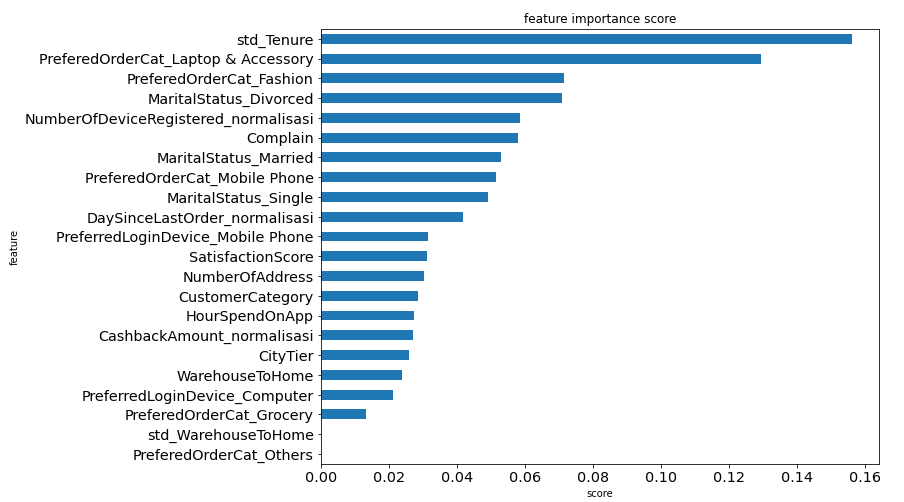 feature importance score
std_Tenure
PreferedOrderCat_Laptop & Accessory
PreferedOrderCat_Fashion
MaritalStatus_Divorced
NumberOfDeviceRegistered_normalisasi
Complain
MaritalStatus_Married
PreferedOrderCat_Mobile Phone
MaritalStatus_Single
DaySinceLastOrder_normalisasi
PreferredLoginDevice_Mobile Phone
SatisfactionScore
NumberOfAddress
CustomerCategory
HourSpendOnApp
CashbackAmount_normalisasi
CityTier
WarehouseToHome
PreferredLoginDevice_Computer
PreferedOrderCat_Grocery
std_WarehouseToHome
PreferedOrderCat_Others
feature
0.00 0.02 0.04 0.06 0.08 0.10 0.12 0.14 0.16
score